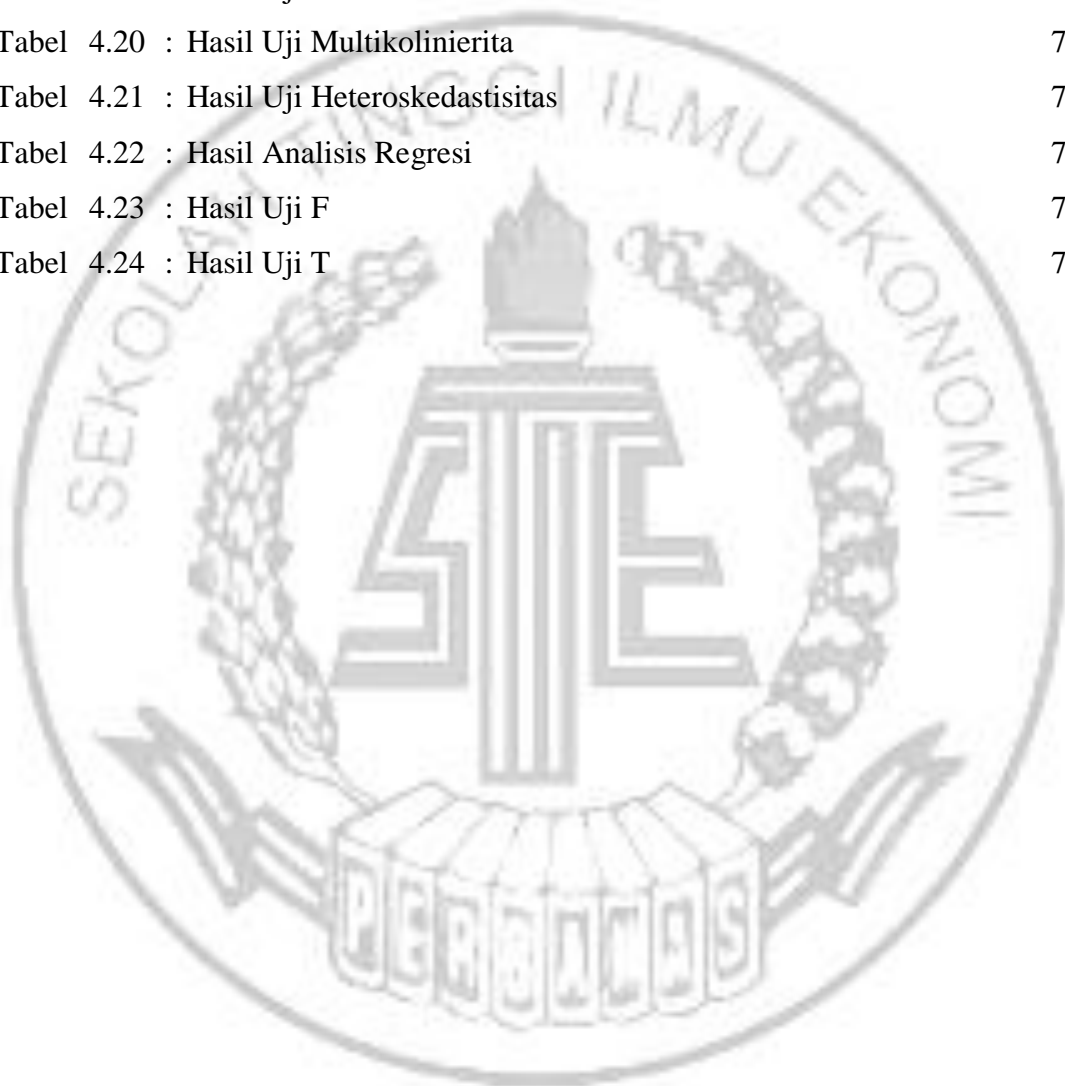 Tabel 4.20 : Hasil Uji Multikolinierita 7
Tabel 4.21 : Hasil Uji Heteroskedastisitas 7
Tabel 4.22 : Hasil Analisis Regresi 7
Tabel 4.23 : Hasil Uji F 7
Tabel 4.24 : Hasil Uji T 7
SEKOLAH TINGGI ILMU EKONOMI
STIE
PERBANAS